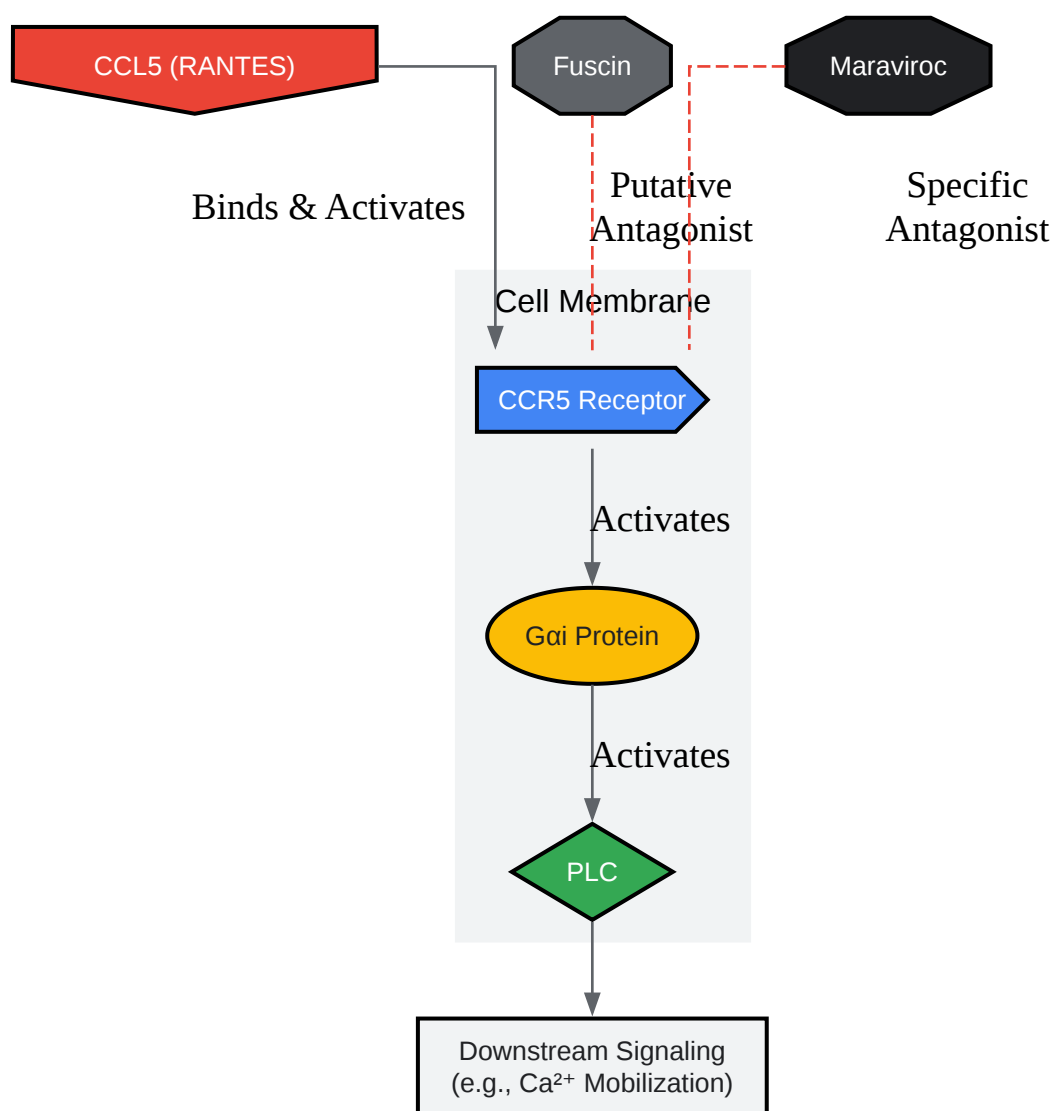 CCL5 (RANTES)
Fuscin
Maraviroc
Binds & Activates
Putative
Antagonist
Specific
Antagonist
Cell Membrane
CCR5 Receptor
Activates
Gαi Protein
Activates
PLC
Downstream Signaling
(e.g., Ca²⁺ Mobilization)